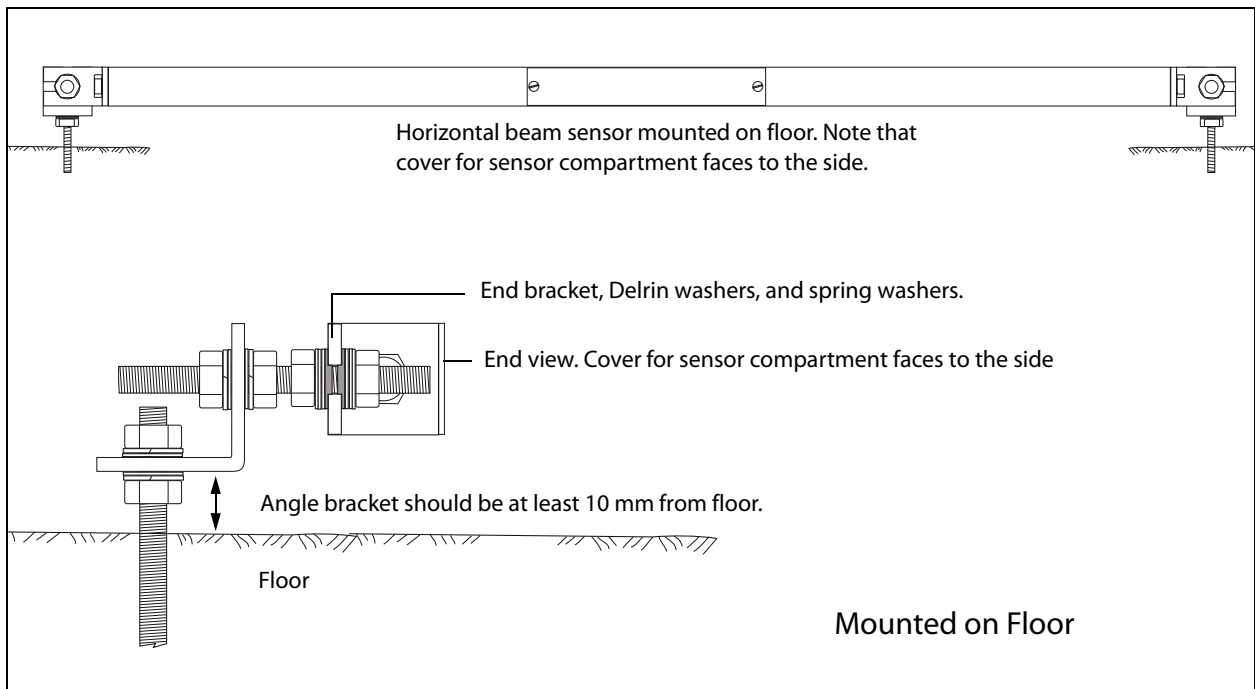 Horizontal beam sensor mounted on floor. Note that
cover for sensor compartment faces to the side.
End bracket, Delrin washers, and spring washers.
End view. Cover for sensor compartment faces to the side
Angle bracket should be at least 10 mm from floor.
Floor
Mounted on Floor